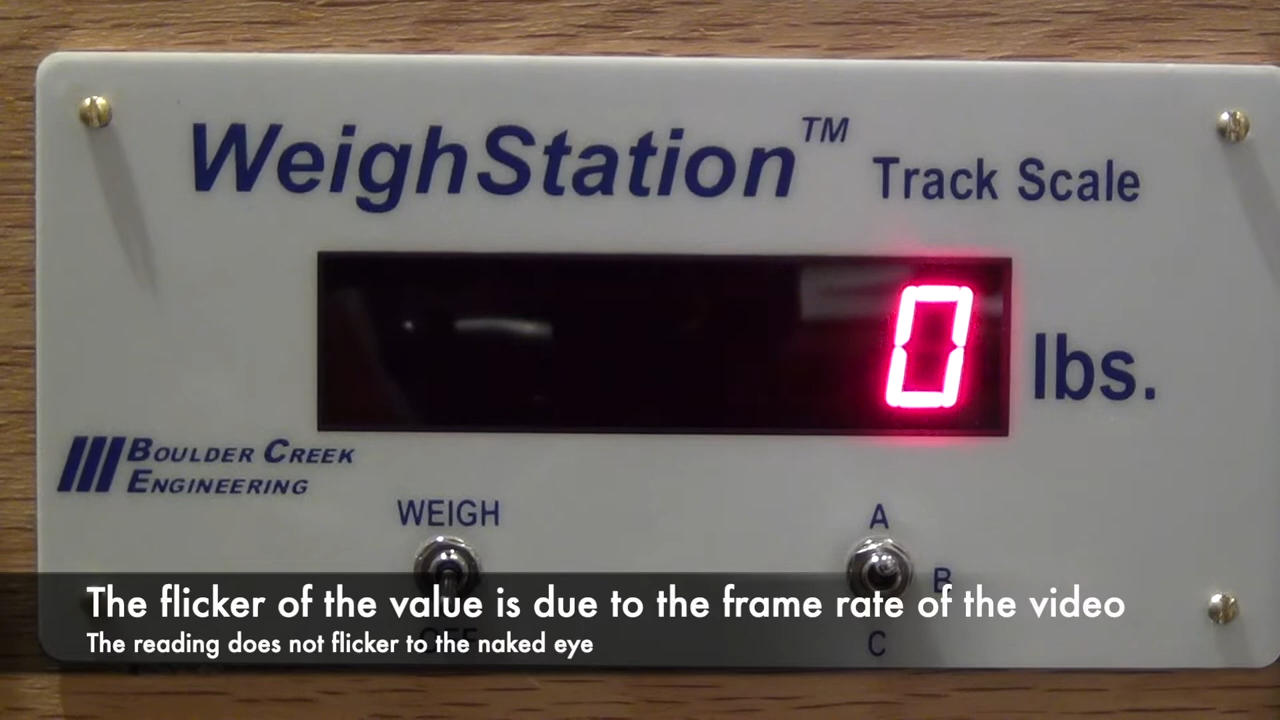 WeighStation™ Track Scale
0 lbs.
BOULDER CREEK
ENGINEERING
WEIGH
A
B
The flicker of the value is due to the frame rate of the video
The reading does not flicker to the naked eye
C